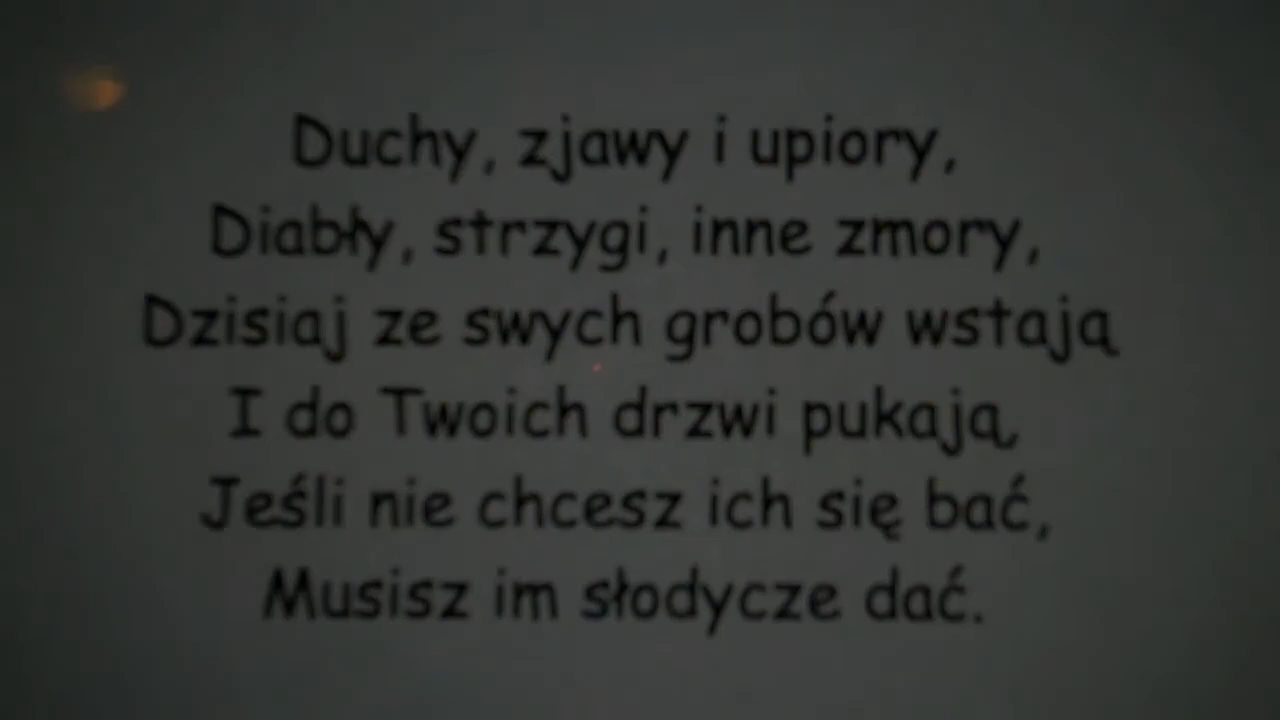 Duchy, zjawy i upiory,
Diabły, strzygi, inne zmory,
Dzisiaj ze swych grobów wstają
I do Twoich drzwi pukają,
Jeśli nie chcesz ich się bać,
Musisz im słodycze dać.